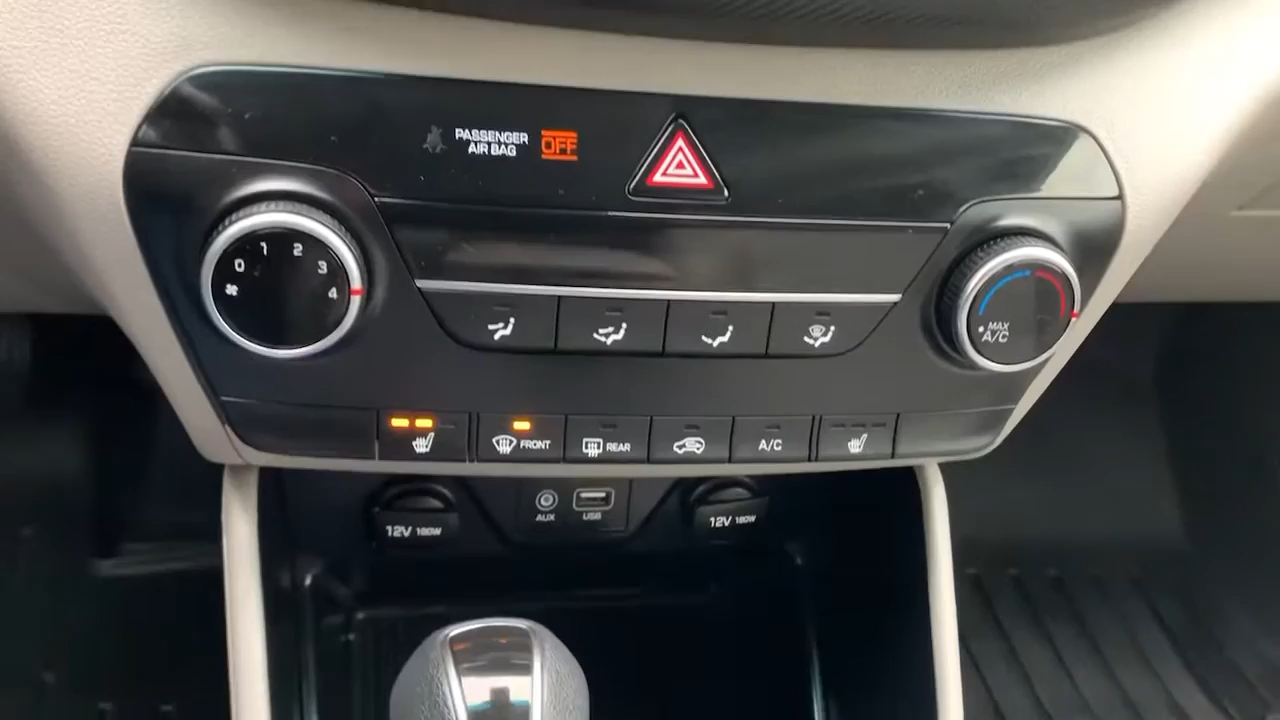 PASSENGER
AIR BAG
OFF
0
1
2
3
4
MAX
A/C
FRONT
REAR
A/C
12V 180W
AUX
USB
12V 180W